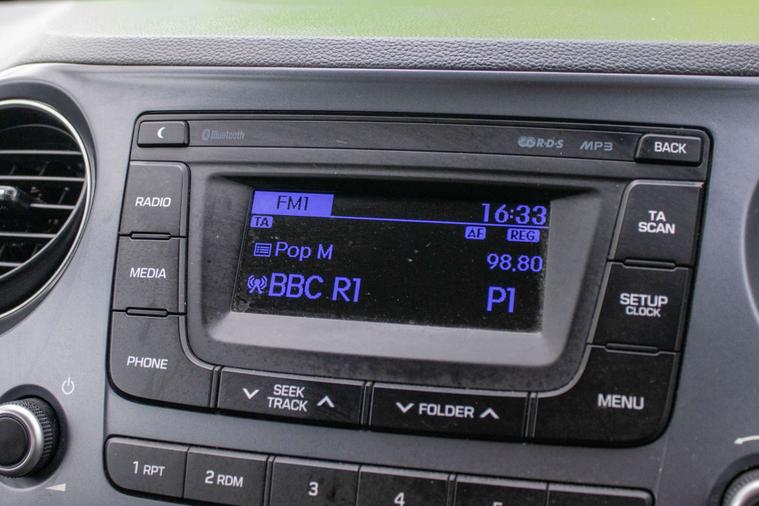 Bluetooth R·D·S MP3 BACK
RADIO
MEDIA
PHONE
FM1 16:33
TA AF REG
Pop M 98.80
BBC R1 P1
TA
SCAN
SETUP
CLOCK
SEEK
TRACK
FOLDER
MENU
1 RPT 2 RDM 3 4